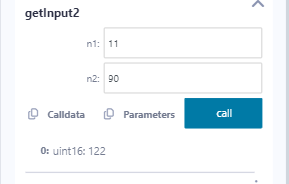 getInput2
n1: 11
n2: 90
Calldata Parameters call
0: uint16: 122